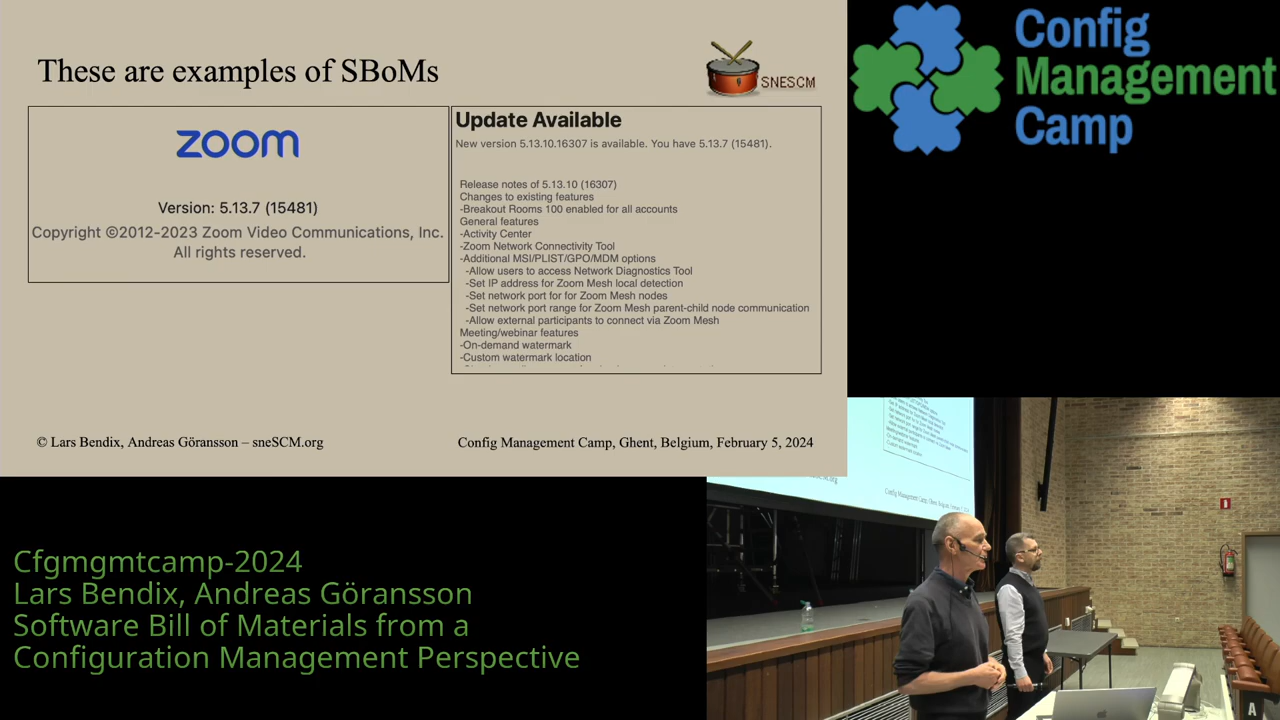 These are examples of SBoMs
SNESCM
zoom
Version: 5.13.7 (15481)
Copyright ©2012-2023 Zoom Video Communications, Inc.
All rights reserved.
Update Available
New version 5.13.10.16307 is available. You have 5.13.7 (15481).
Release notes of 5.13.10 (16307)
Changes to existing features
-Breakout Rooms 100 enabled for all accounts
General features
-Activity Center
-Zoom Network Connectivity Tool
-Additional MSI/PLIST/GPO/MDM options
-Allow users to access Network Diagnostics Tool
-Set IP address for Zoom Mesh local detection
-Set network port for for Zoom Mesh nodes
-Set network port range for Zoom Mesh parent-child node communication
-Allow external participants to connect via Zoom Mesh
Meeting/webinar features
-On-demand watermark
-Custom watermark location
© Lars Bendix, Andreas Göransson – sneSCM.org
Config Management Camp, Ghent, Belgium, February 5, 2024
Config
Management
Camp
Cfgmgmtcamp-2024
Lars Bendix, Andreas Göransson
Software Bill of Materials from a
Configuration Management Perspective
A